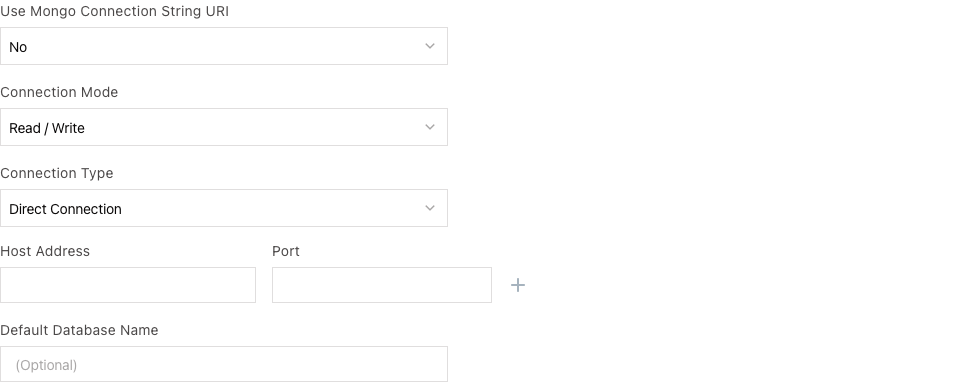 Use Mongo Connection String URI
No
Connection Mode
Read / Write
Connection Type
Direct Connection
Host Address Port
Default Database Name
(Optional)